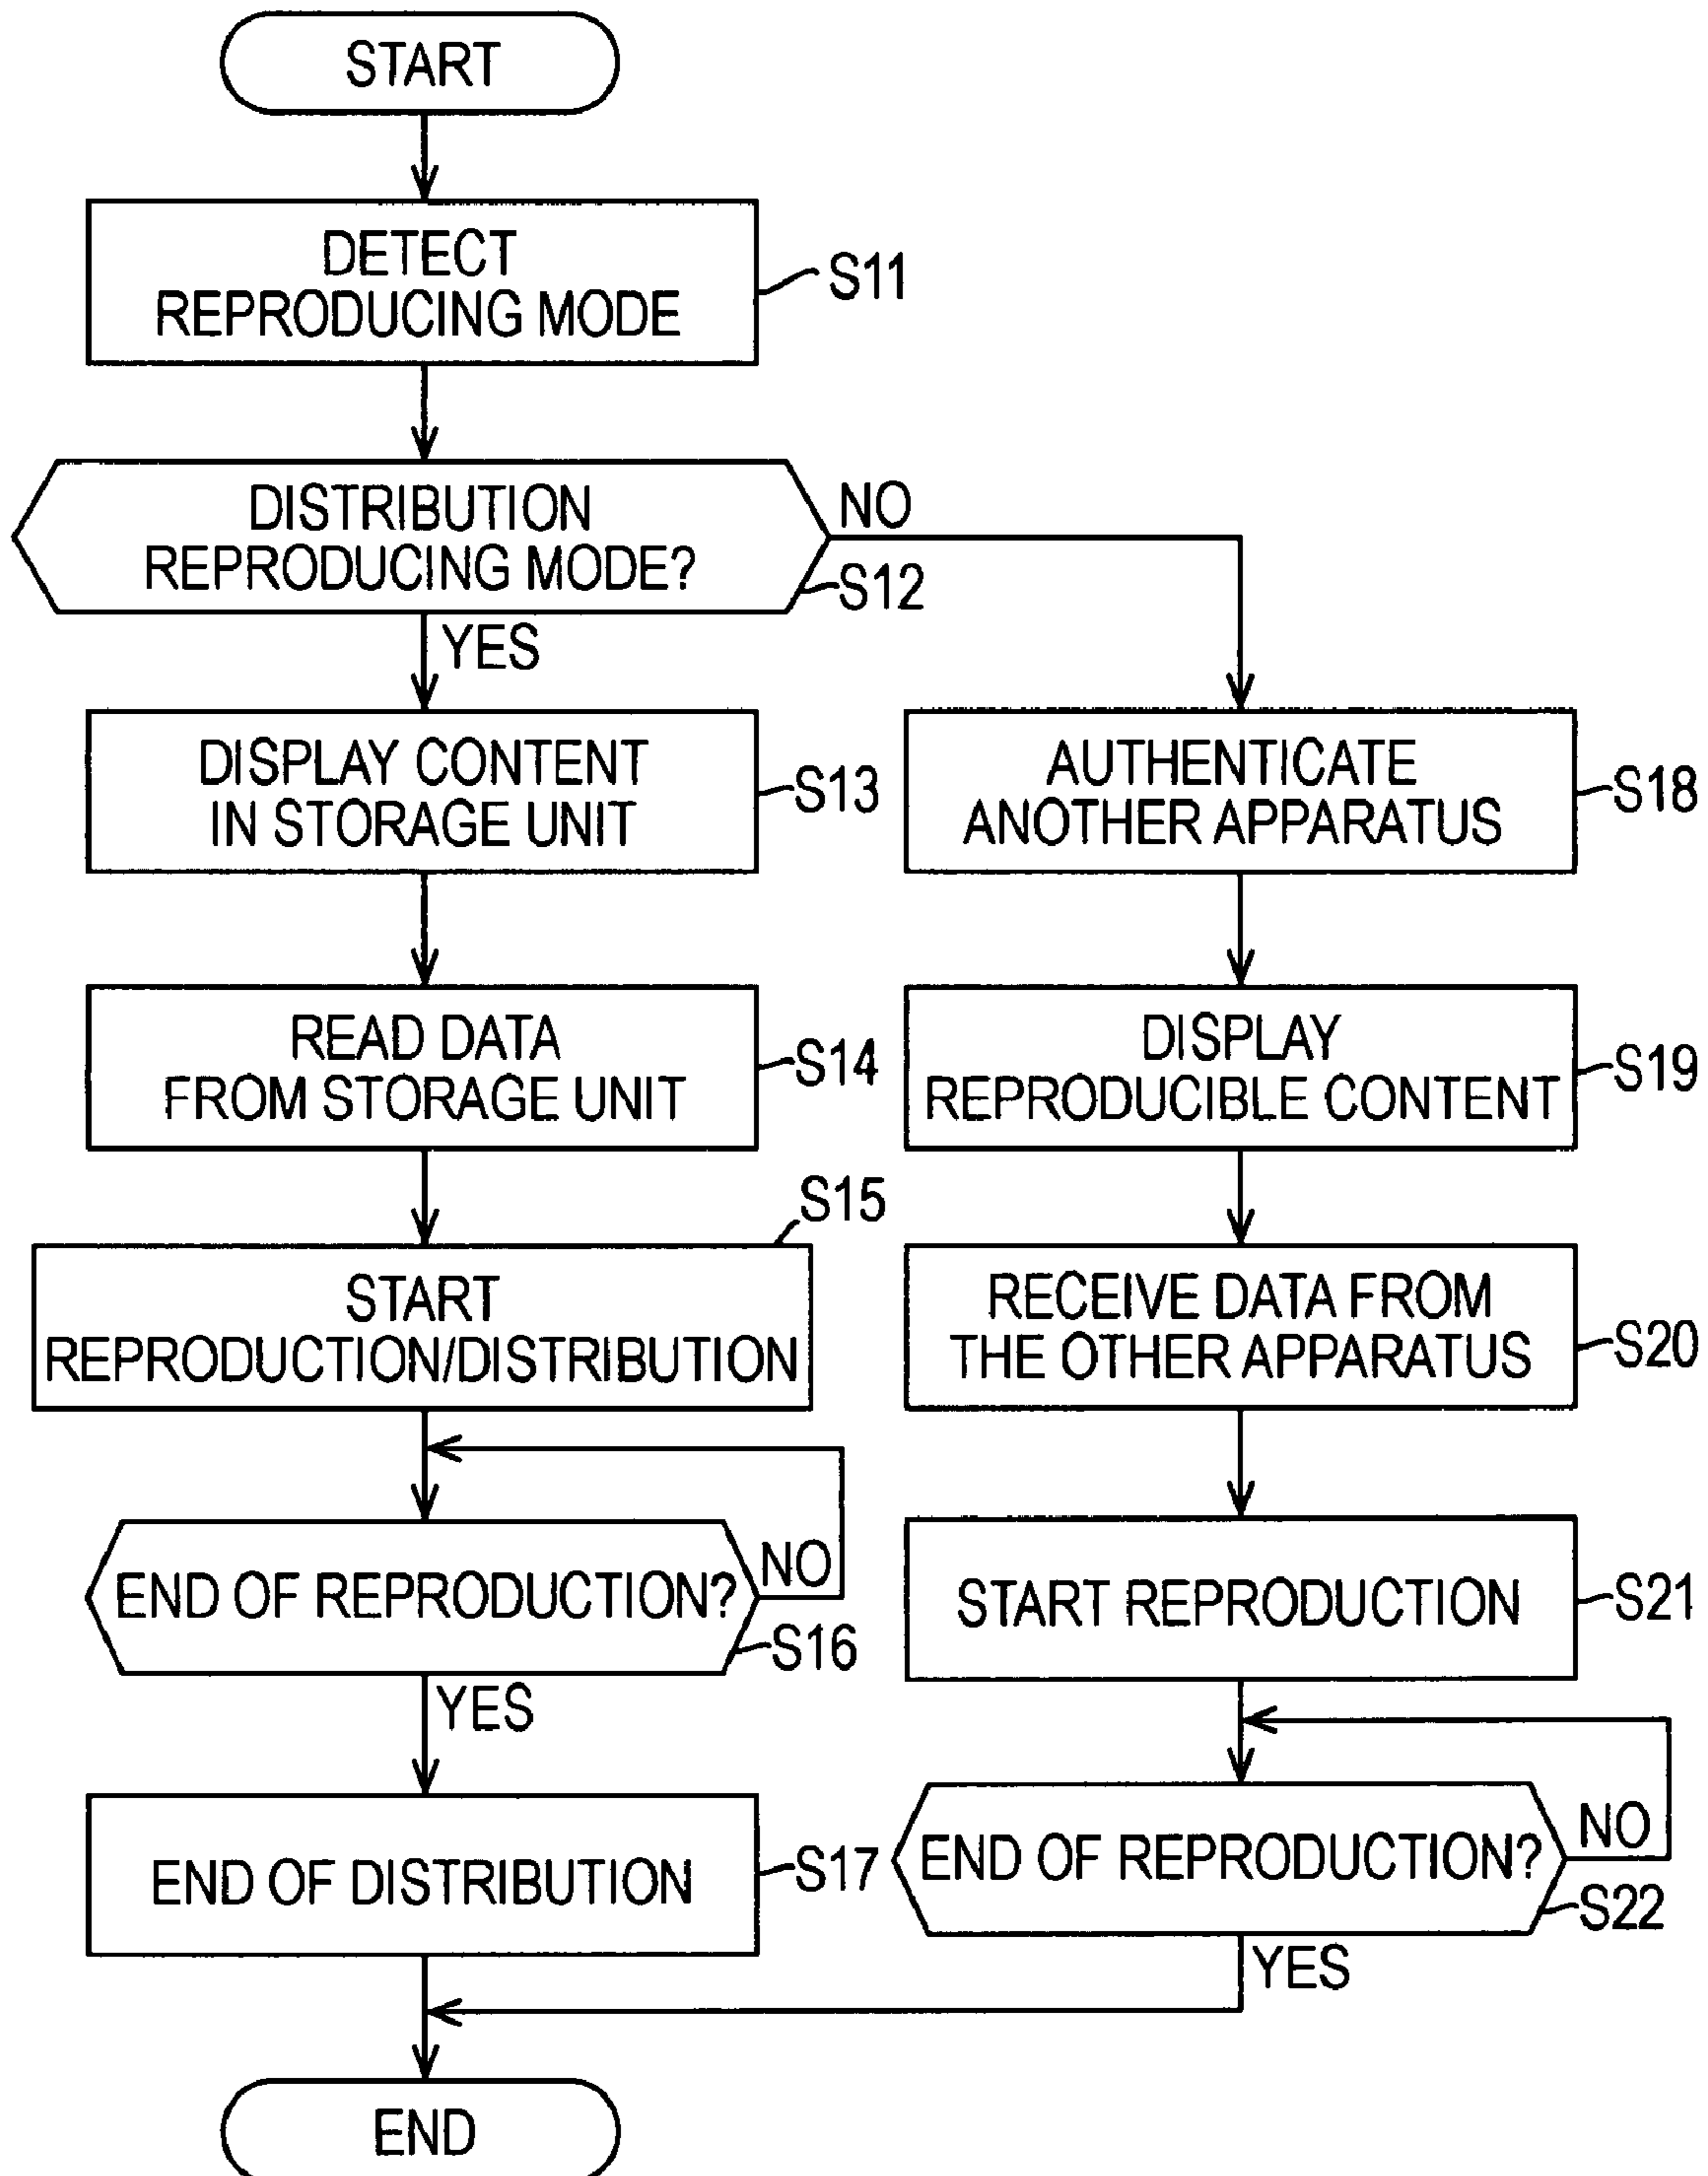 START
DETECT
REPRODUCING MODE
S11
DISTRIBUTION
REPRODUCING MODE?
NO
S12
YES
DISPLAY CONTENT
IN STORAGE UNIT
S13
READ DATA
FROM STORAGE UNIT
S14
S15
START
REPRODUCTION/DISTRIBUTION
END OF REPRODUCTION?
NO
S16
YES
END OF DISTRIBUTION
S17
AUTHENTICATE
ANOTHER APPARATUS
S18
DISPLAY
REPRODUCIBLE CONTENT
S19
RECEIVE DATA FROM
THE OTHER APPARATUS
S20
START REPRODUCTION
S21
END OF REPRODUCTION?
NO
S22
YES
END